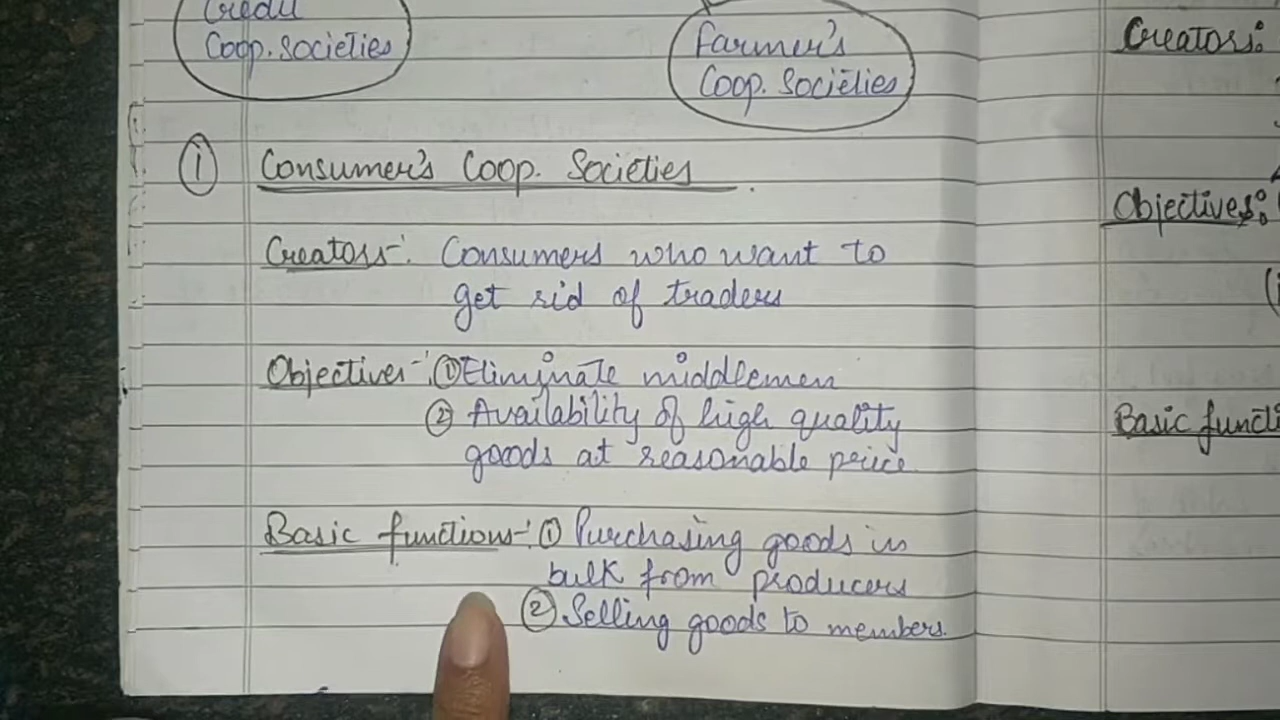 Credit
Coop. Societies
Farmer's
Coop. Societies
① Consumer's Coop. Societies
Creators:- Consumers who want to
get rid of traders
Objectives:- ① Eliminate middlemen
② Availability of high quality
goods at reasonable price
Basic functions:- ① Purchasing goods in
bulk from producers
② Selling goods to members.
Creators:
Objectives:
Basic functi